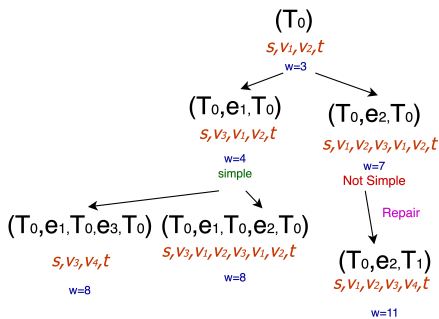 (T₀)
s,v₁,v₂,t
w=3
(T₀,e₁,T₀)
s,v₃,v₁,v₂,t
w=4
simple
(T₀,e₂,T₀)
s,v₁,v₂,v₃,v₁,v₂,t
w=7
Not Simple
Repair
(T₀,e₁,T₀,e₃,T₀)
s,v₃,v₄,t
w=8
(T₀,e₁,T₀,e₂,T₀)
s,v₃,v₁,v₂,v₃,v₁,v₂,t
w=8
(T₀,e₂,T₁)
s,v₁,v₂,v₃,v₄,t
w=11